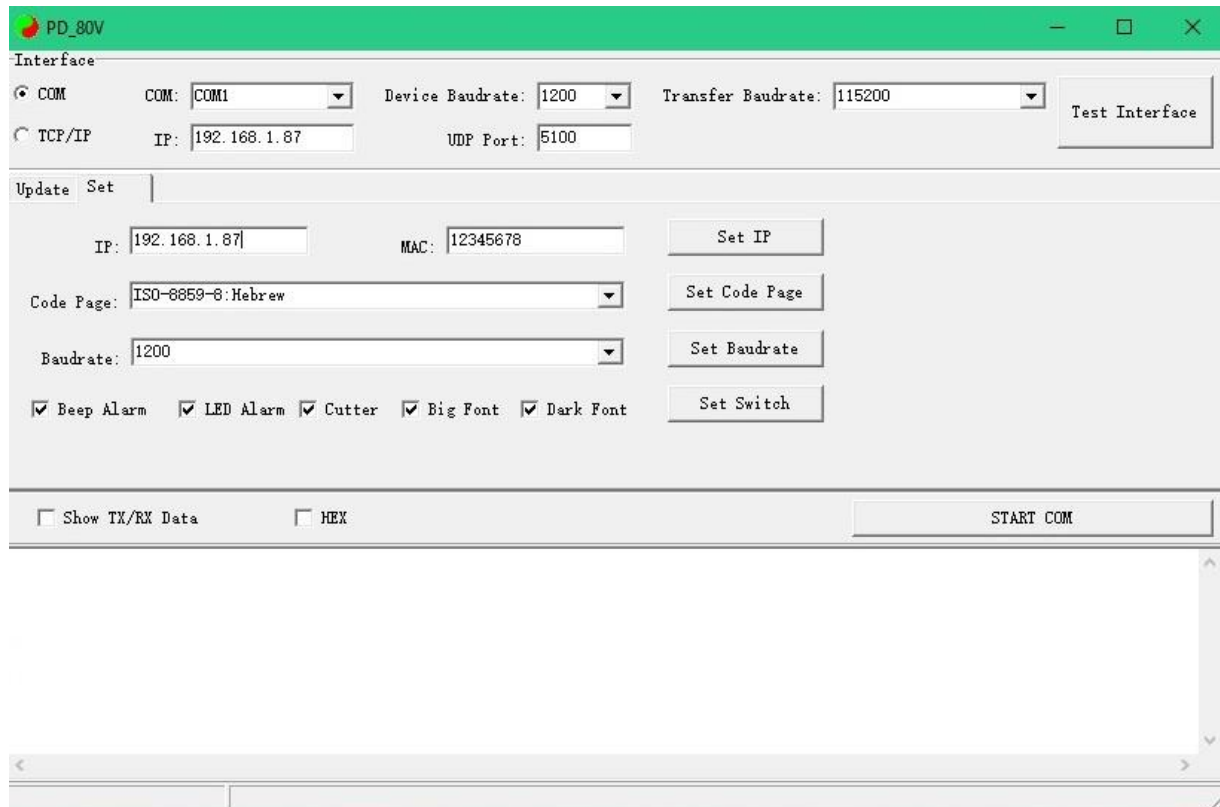 PD_80V
Interface
COM COM: COM1 Device Baudrate: 1200 Transfer Baudrate: 115200 Test Interface
TCP/IP IP: 192.168.1.87 UDP Port: 5100
Update Set
IP: 192.168.1.87 MAC: 12345678 Set IP
Code Page: ISO-8859-8:Hebrew Set Code Page
Baudrate: 1200 Set Baudrate
Beep Alarm LED Alarm Cutter Big Font Dark Font Set Switch
Show TX/RX Data HEX START COM